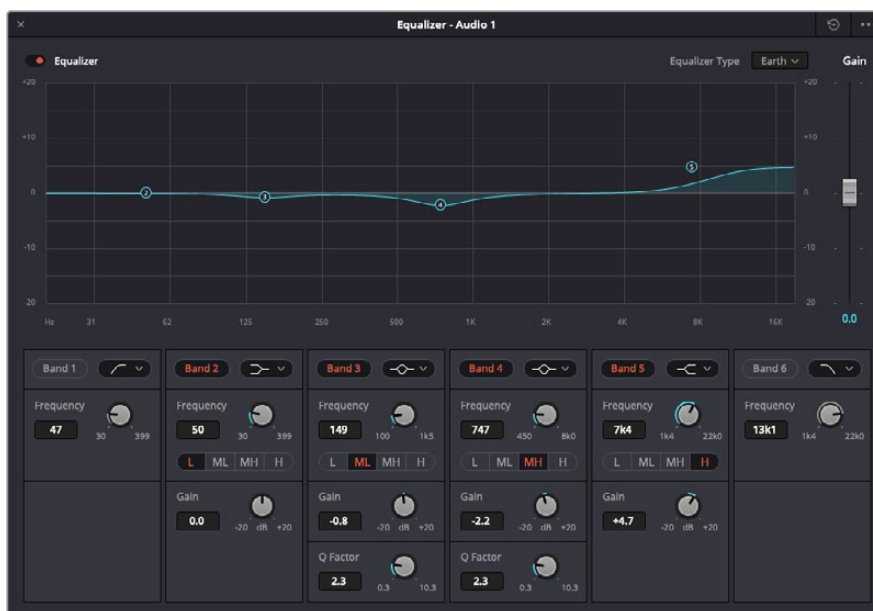 Equalizer - Audio 1
Equalizer
Equalizer Type Earth
Gain
+20 +20
+10 +10
0 0
-10 -10
20 20
Hz 31 62 125 250 500 1K 2K 4K 8K 16K
0.0
2 3 4 5
Band 1 Band 2 Band 3 Band 4 Band 5 Band 6
Frequency Frequency Frequency Frequency Frequency Frequency
47 50 149 747 7k4 13k1
30 399 30 399 100 1k5 450 8k0 1k4 22k0 1k4 22k0
L ML MH H L ML MH H L ML MH H L ML MH H
Gain Gain Gain Gain
0.0 -0.8 -2.2 +4.7
-20 dB +20 -20 dB +20 -20 dB +20 -20 dB +20
Q Factor Q Factor
2.3 2.3
0.3 10.3 0.3 10.3